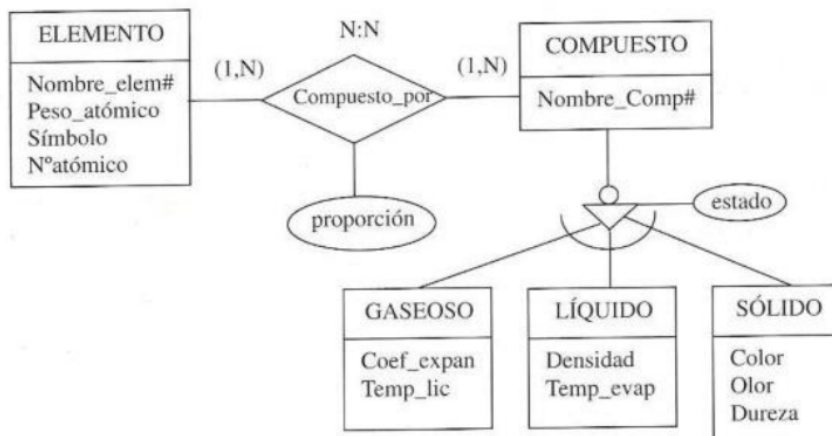 ELEMENTO
Nombre_elem#
Peso_atómico
Símbolo
Nºatómico
N:N
(1,N)
Compuesto_por
(1,N)
proporción
COMPUESTO
Nombre_Comp#
estado
GASEOSO
Coef_expan
Temp_lic
LÍQUIDO
Densidad
Temp_evap
SÓLIDO
Color
Olor
Dureza